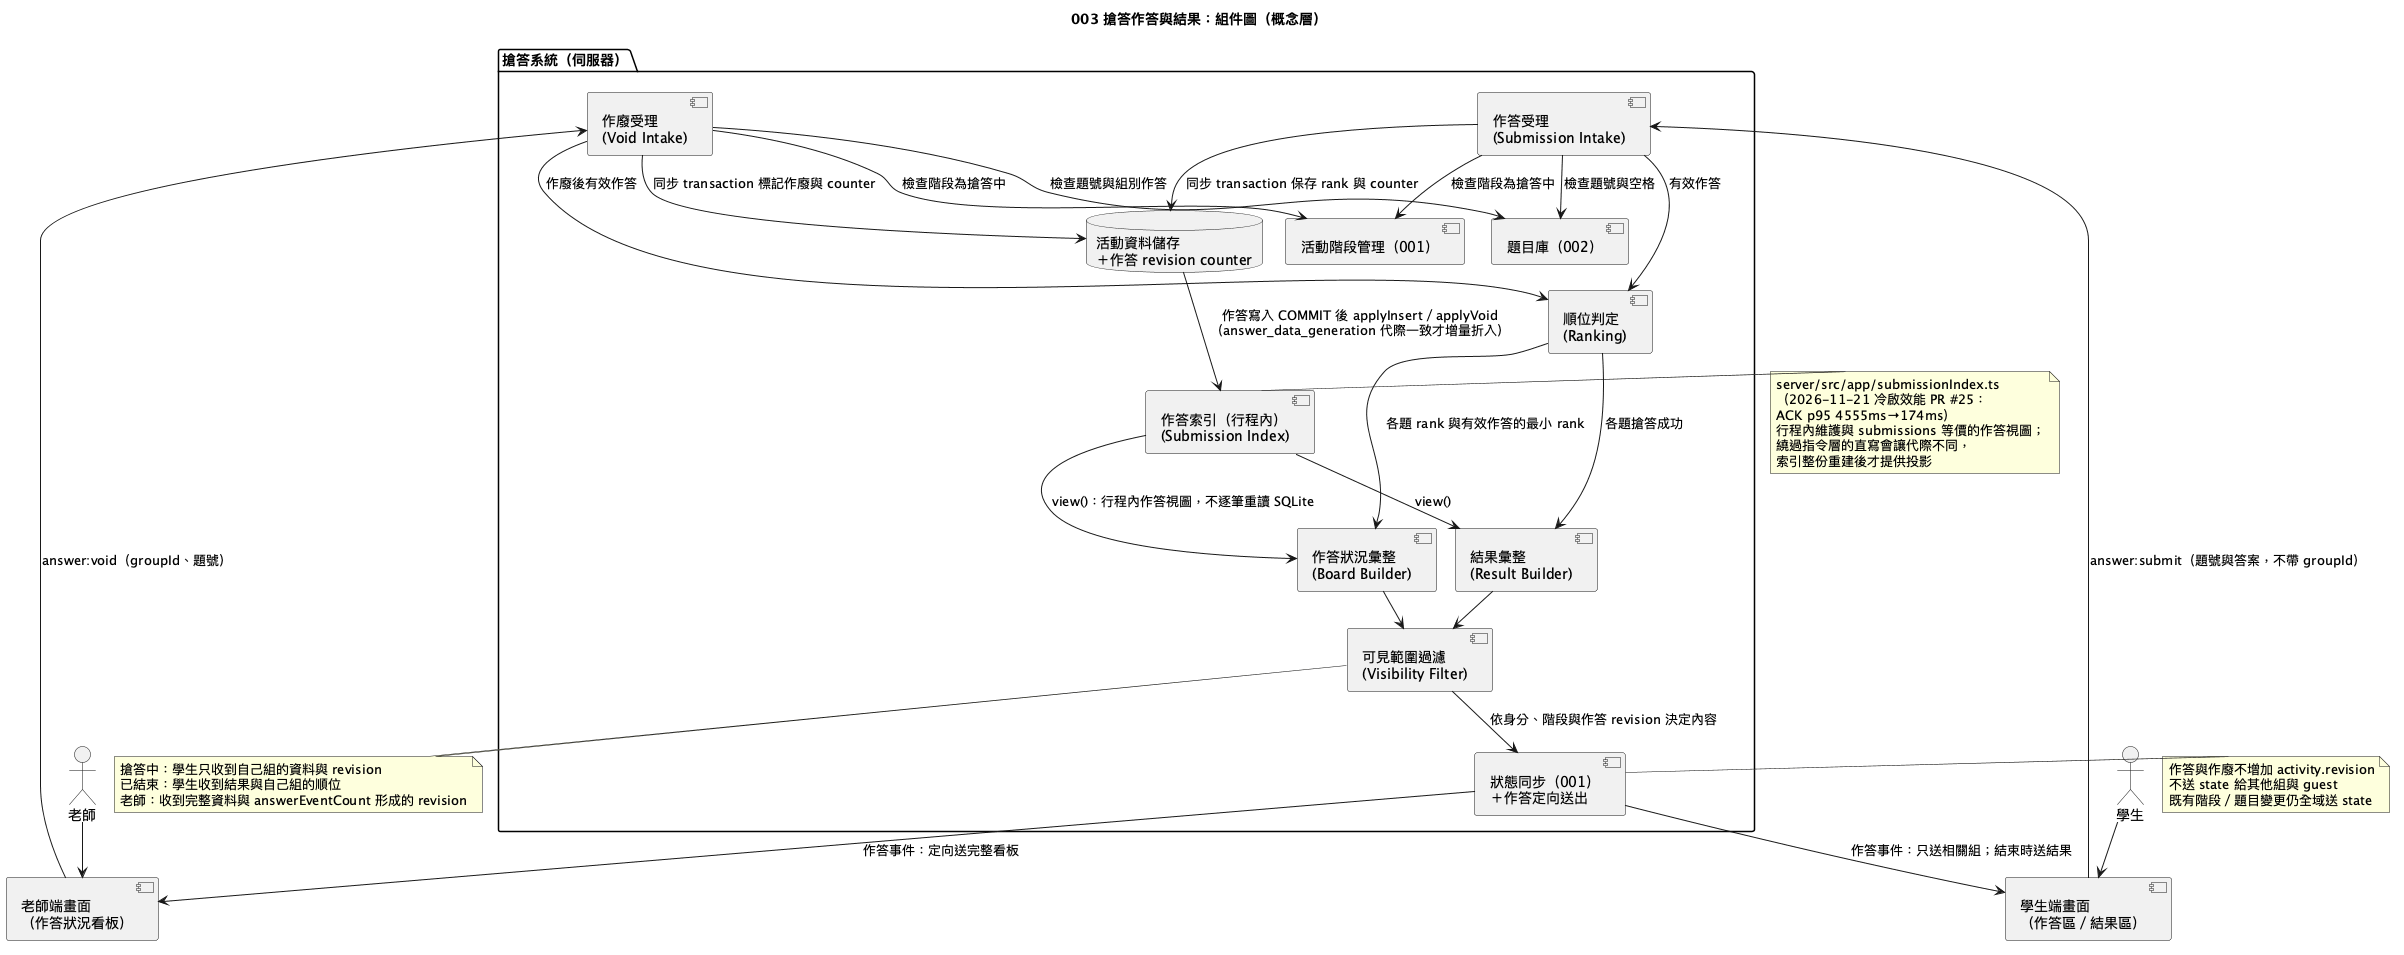 003 搶答作答與結果：組件圖（概念層）
搶答系統（伺服器）
作廢受理
(Void Intake)
作答受理
(Submission Intake)
作廢後有效作答
同步 transaction 標記作廢與 counter
檢查階段為搶答中
檢查題號與組別作答
同步 transaction 保存 rank 與 counter
檢查階段為搶答中
檢查題號與空格
有效作答
活動資料儲存
＋作答 revision counter
活動階段管理（001）
題目庫（002）
作答寫入 COMMIT 後 applyInsert / applyVoid
（answer_data_generation 代際一致才增量折入）
順位判定
(Ranking)
作答索引（行程內）
(Submission Index)
各題 rank 與有效作答的最小 rank
各題搶答成功
server/src/app/submissionIndex.ts
（2026-11-21 冷啟效能 PR #25：
ACK p95 4555ms→174ms）
行程內維護與 submissions 等價的作答視圖；
繞過指令層的直寫會讓代際不同，
索引整份重建後才提供投影
view()：行程內作答視圖，不逐筆重讀 SQLite
view()
作答狀況彙整
(Board Builder)
結果彙整
(Result Builder)
answer:void（groupId、題號）
answer:submit（題號與答案，不帶 groupId）
可見範圍過濾
(Visibility Filter)
依身分、階段與作答 revision 決定內容
老師
搶答中：學生只收到自己組的資料與 revision
已結束：學生收到結果與自己組的順位
老師：收到完整資料與 answerEventCount 形成的 revision
狀態同步（001）
＋作答定向送出
學生
作答與作廢不增加 activity.revision
不送 state 給其他組與 guest
既有階段 / 題目變更仍全域送 state
作答事件：定向送完整看板
作答事件：只送相關組；結束時送結果
老師端畫面
（作答狀況看板）
學生端畫面
（作答區 / 結果區）